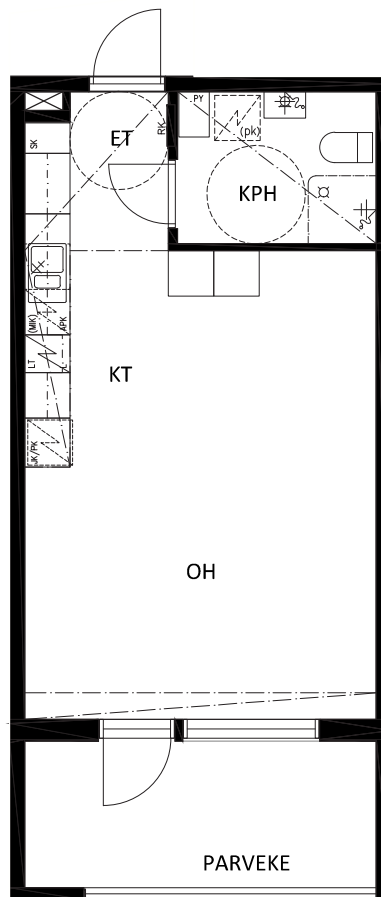 PY
SK
ET
RK
(pk)
KPH
(MIK)
APK
LT
KT
JK/PK
OH
PARVEKE